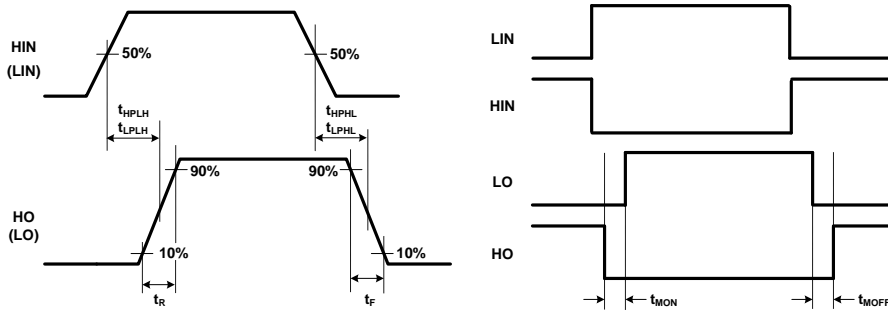 HIN
(LIN)
50%
50%
tHPLH
tLPLH
tHPHL
tLPHL
HO
(LO)
90%
90%
10%
10%
tR
tF
LIN
HIN
LO
HO
tMON
tMOFF